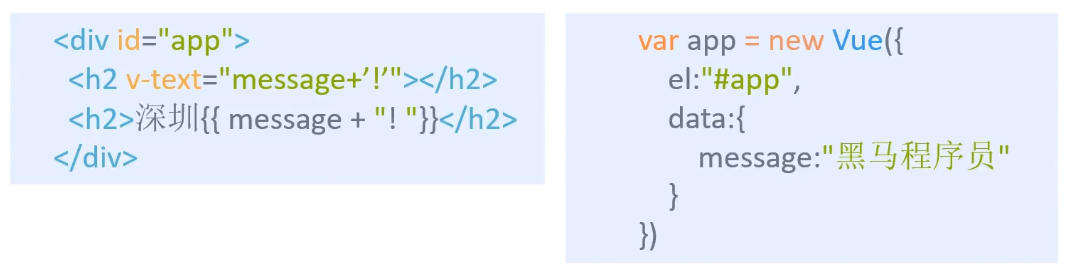 <div id="app">
<h2 v-text="message+’!’"></h2>
<h2>深圳{{ message + "! "}}</h2>
</div>
var app = new Vue({
el:"#app",
data:{
message:"黑马程序员"
}
})